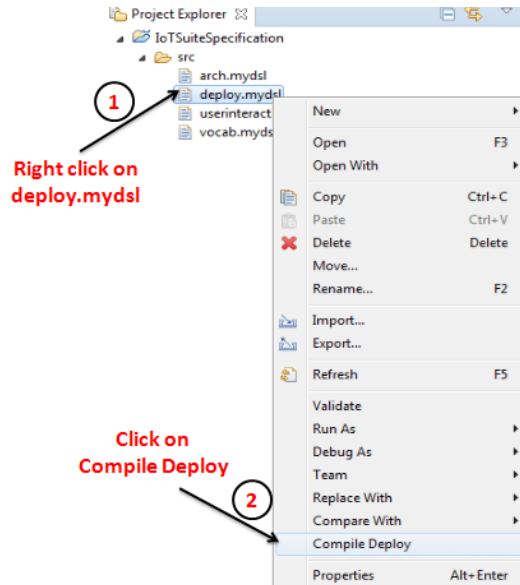 Project Explorer
IoTSuiteSpecification
src
arch.mydsl
1
deploy.mydsl
userinteract
vocab.myds
Right click on
deploy.mydsl
New
Open F3
Open With
Copy Ctrl+C
Paste Ctrl+V
Delete Delete
Move...
Rename... F2
Import...
Export...
Refresh F5
Validate
Run As
Debug As
Team
Replace With
Compare With
Compile Deploy
Properties Alt+Enter
Click on
Compile Deploy
2